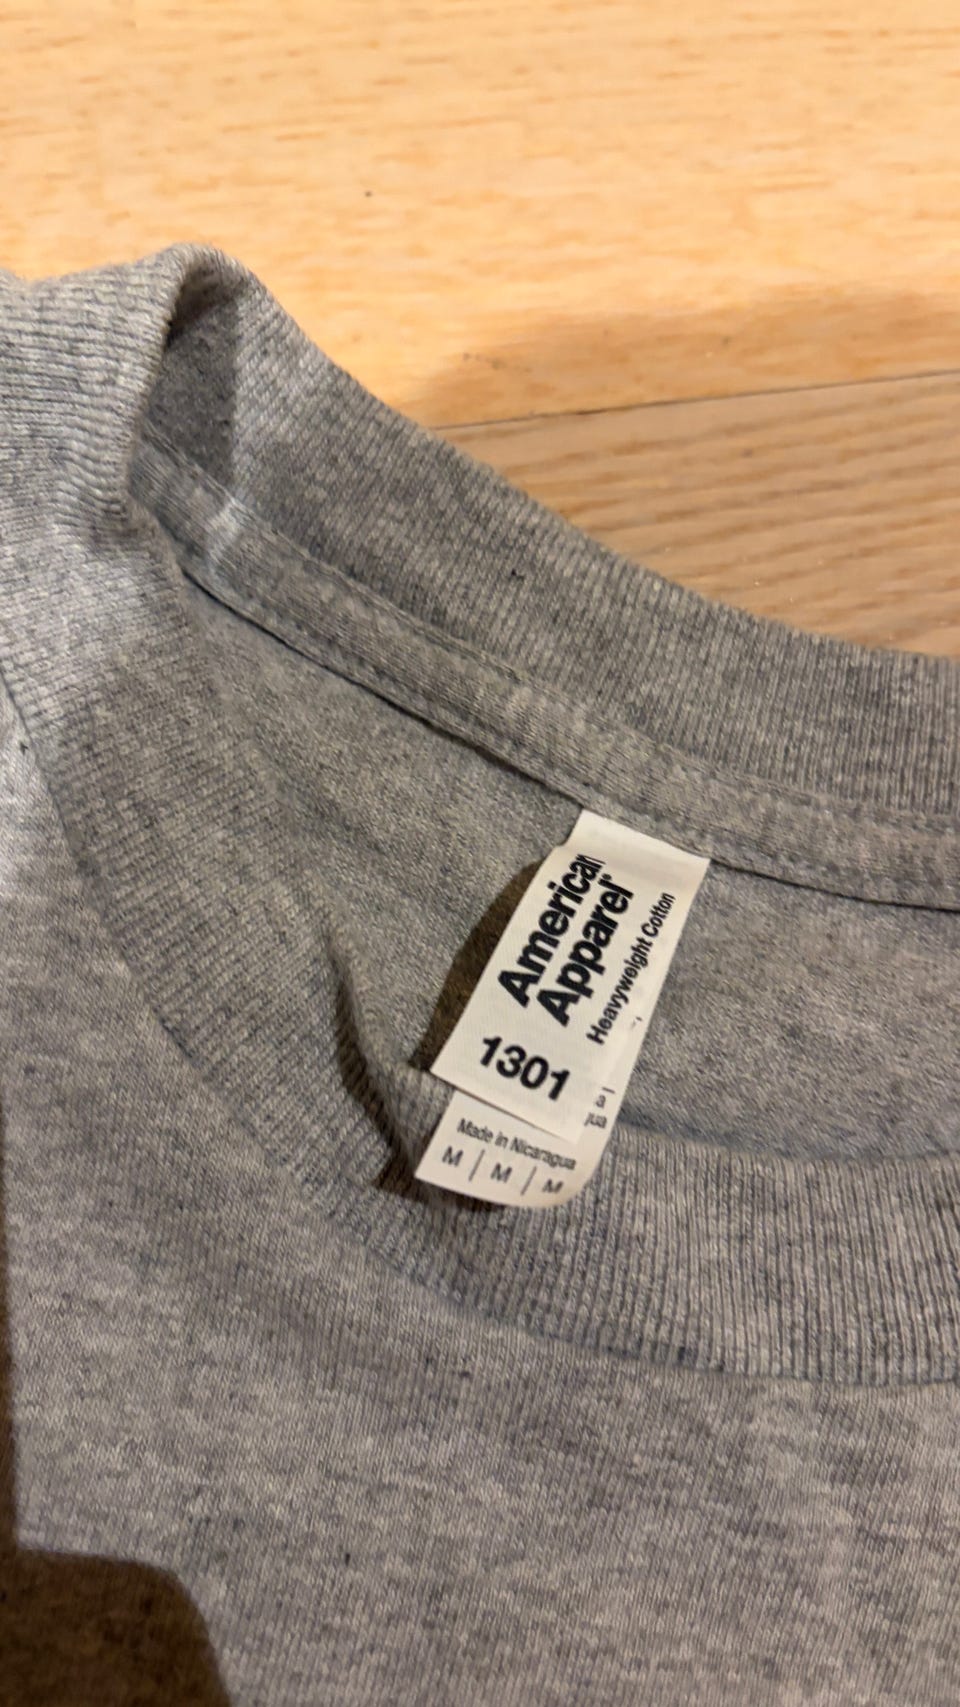 American
Apparel
Heavyweight Cotton
1301
Made in Nicaragua
M | M | M